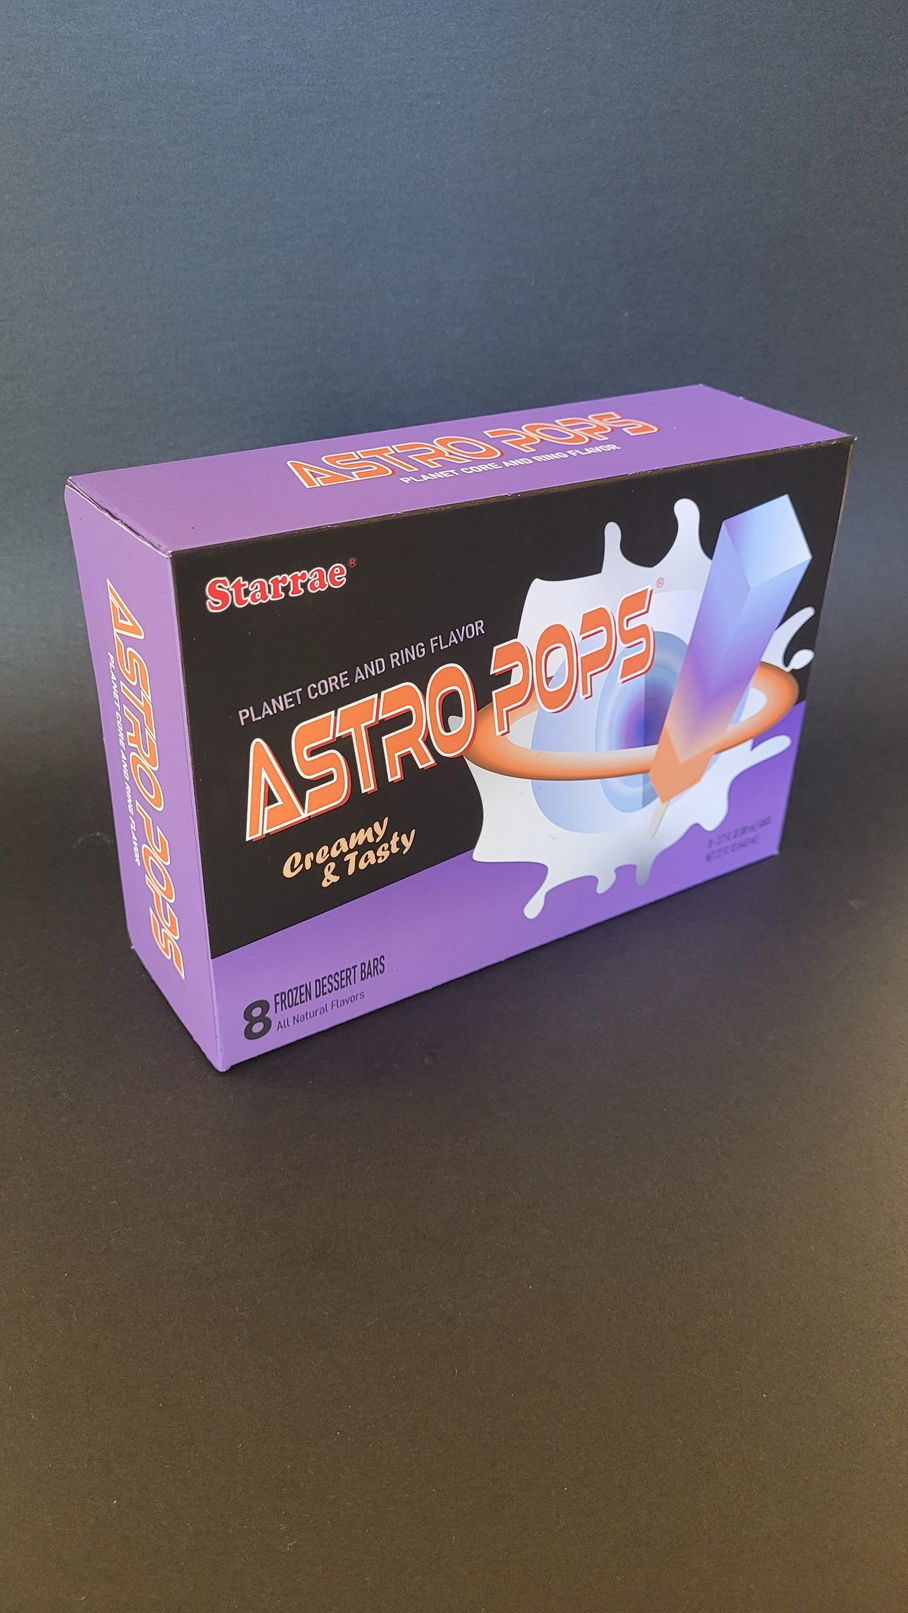 ASTRO POPS
PLANET CORE AND RING FLAVOR
Starrae®
PLANET CORE AND RING FLAVOR
ASTRO POPS®
Creamy
& Tasty
8 FROZEN DESSERT BARS
All Natural Flavors
ASTRO POPS
PLANET CORE AND RING FLAVOR